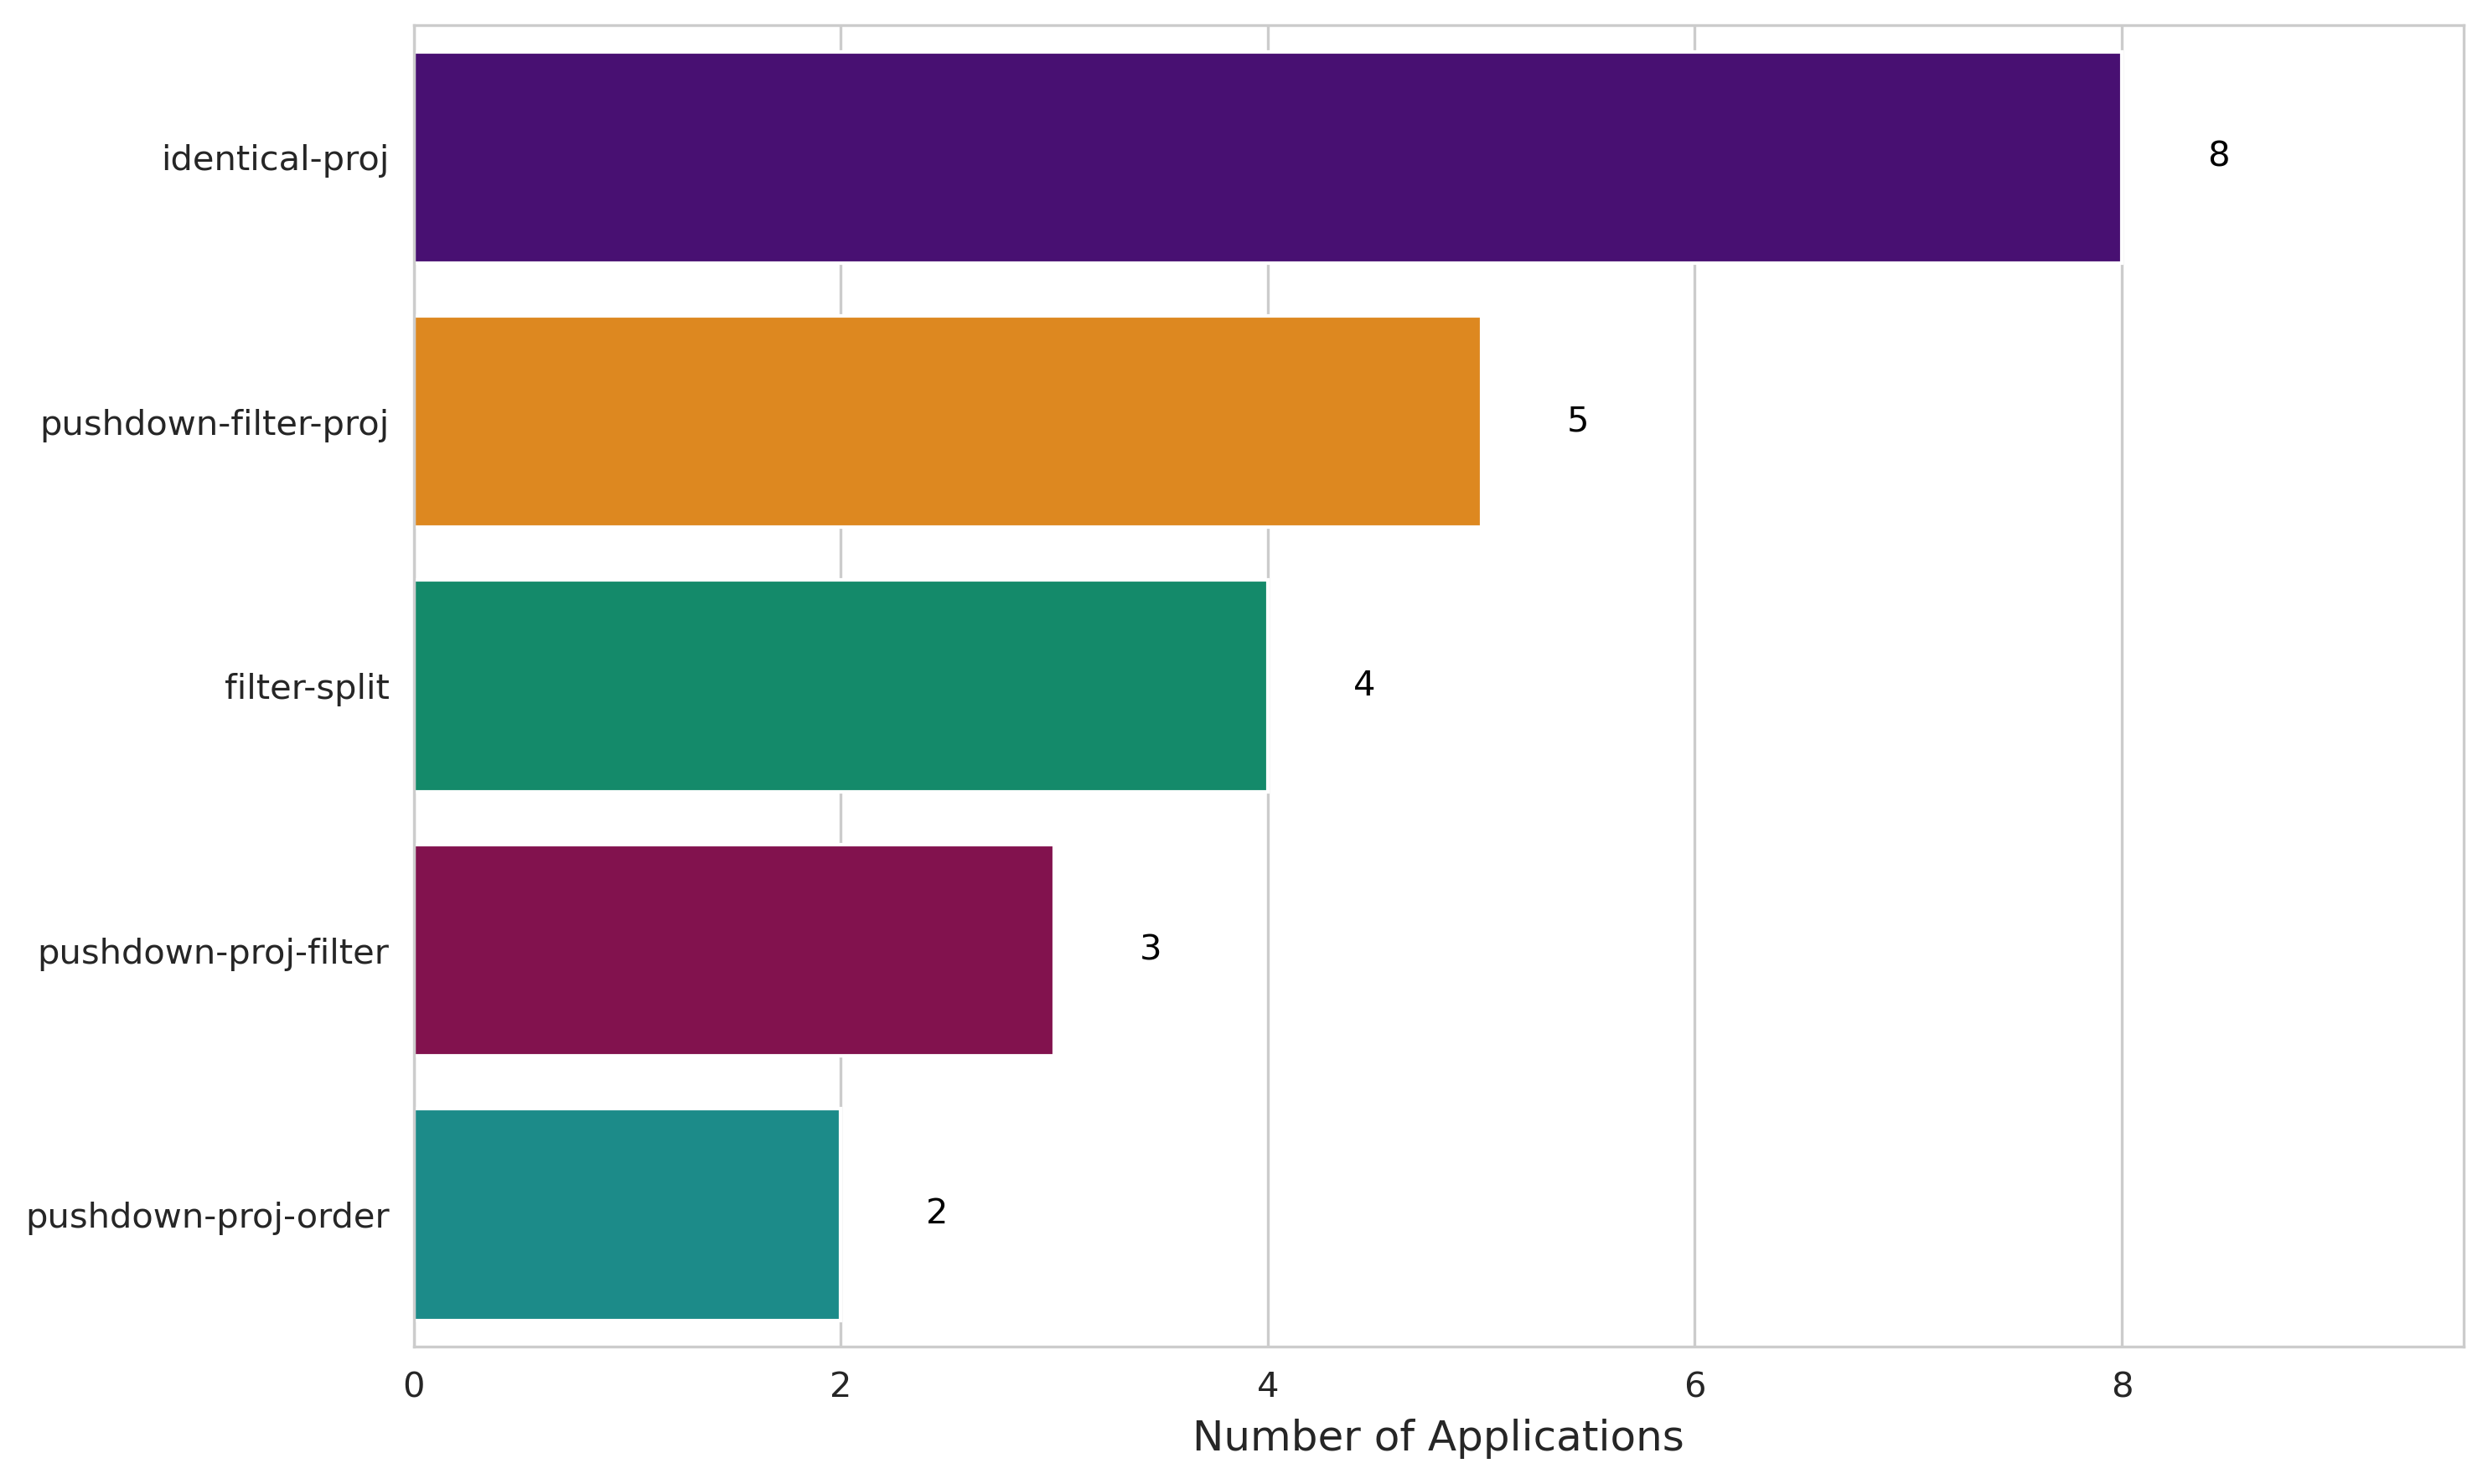 identical-proj
8
pushdown-filter-proj
5
filter-split
4
pushdown-proj-filter
3
pushdown-proj-order
2
0 2 4 6 8
Number of Applications